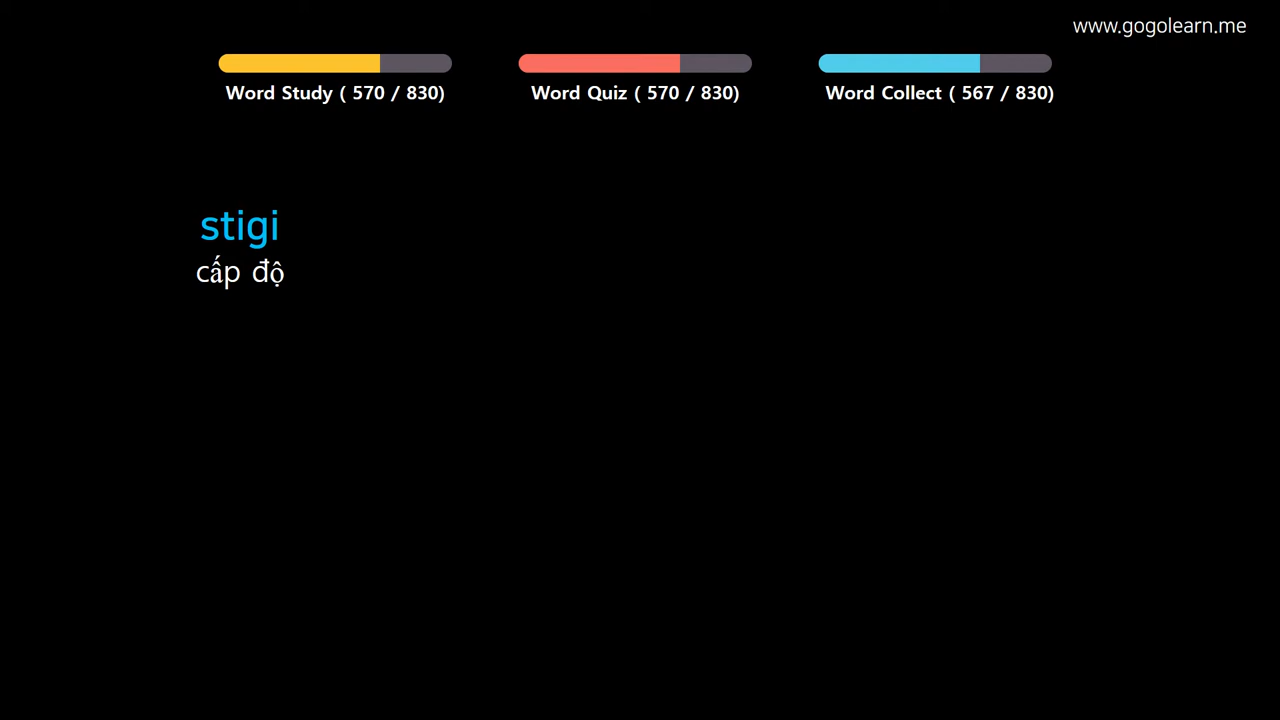 www.gogolearn.me
Word Study ( 570 / 830)
Word Quiz ( 570 / 830)
Word Collect ( 567 / 830)
stigi
cấp độ